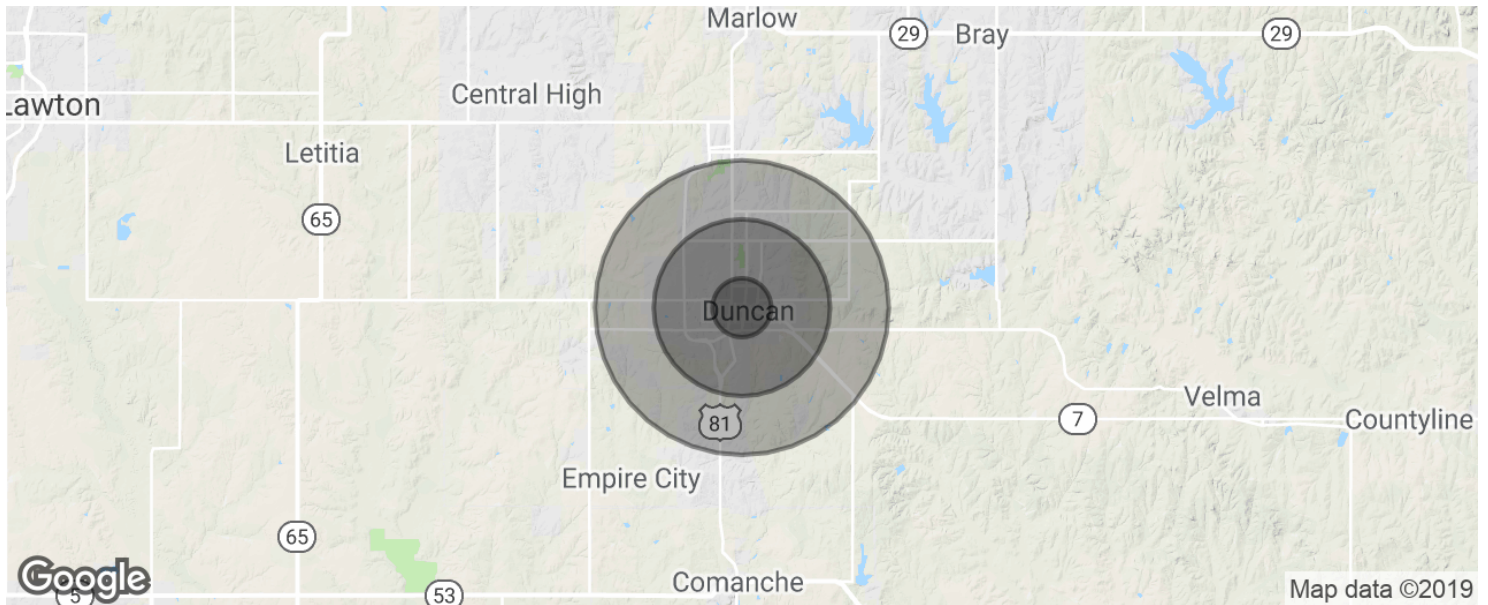 Marlow
29
Bray
29
Central High
Lawton
Letitia
65
Duncan
81
Velma
7
Countyline
Empire City
65
Comanche
Google
5
53
Map data ©2019